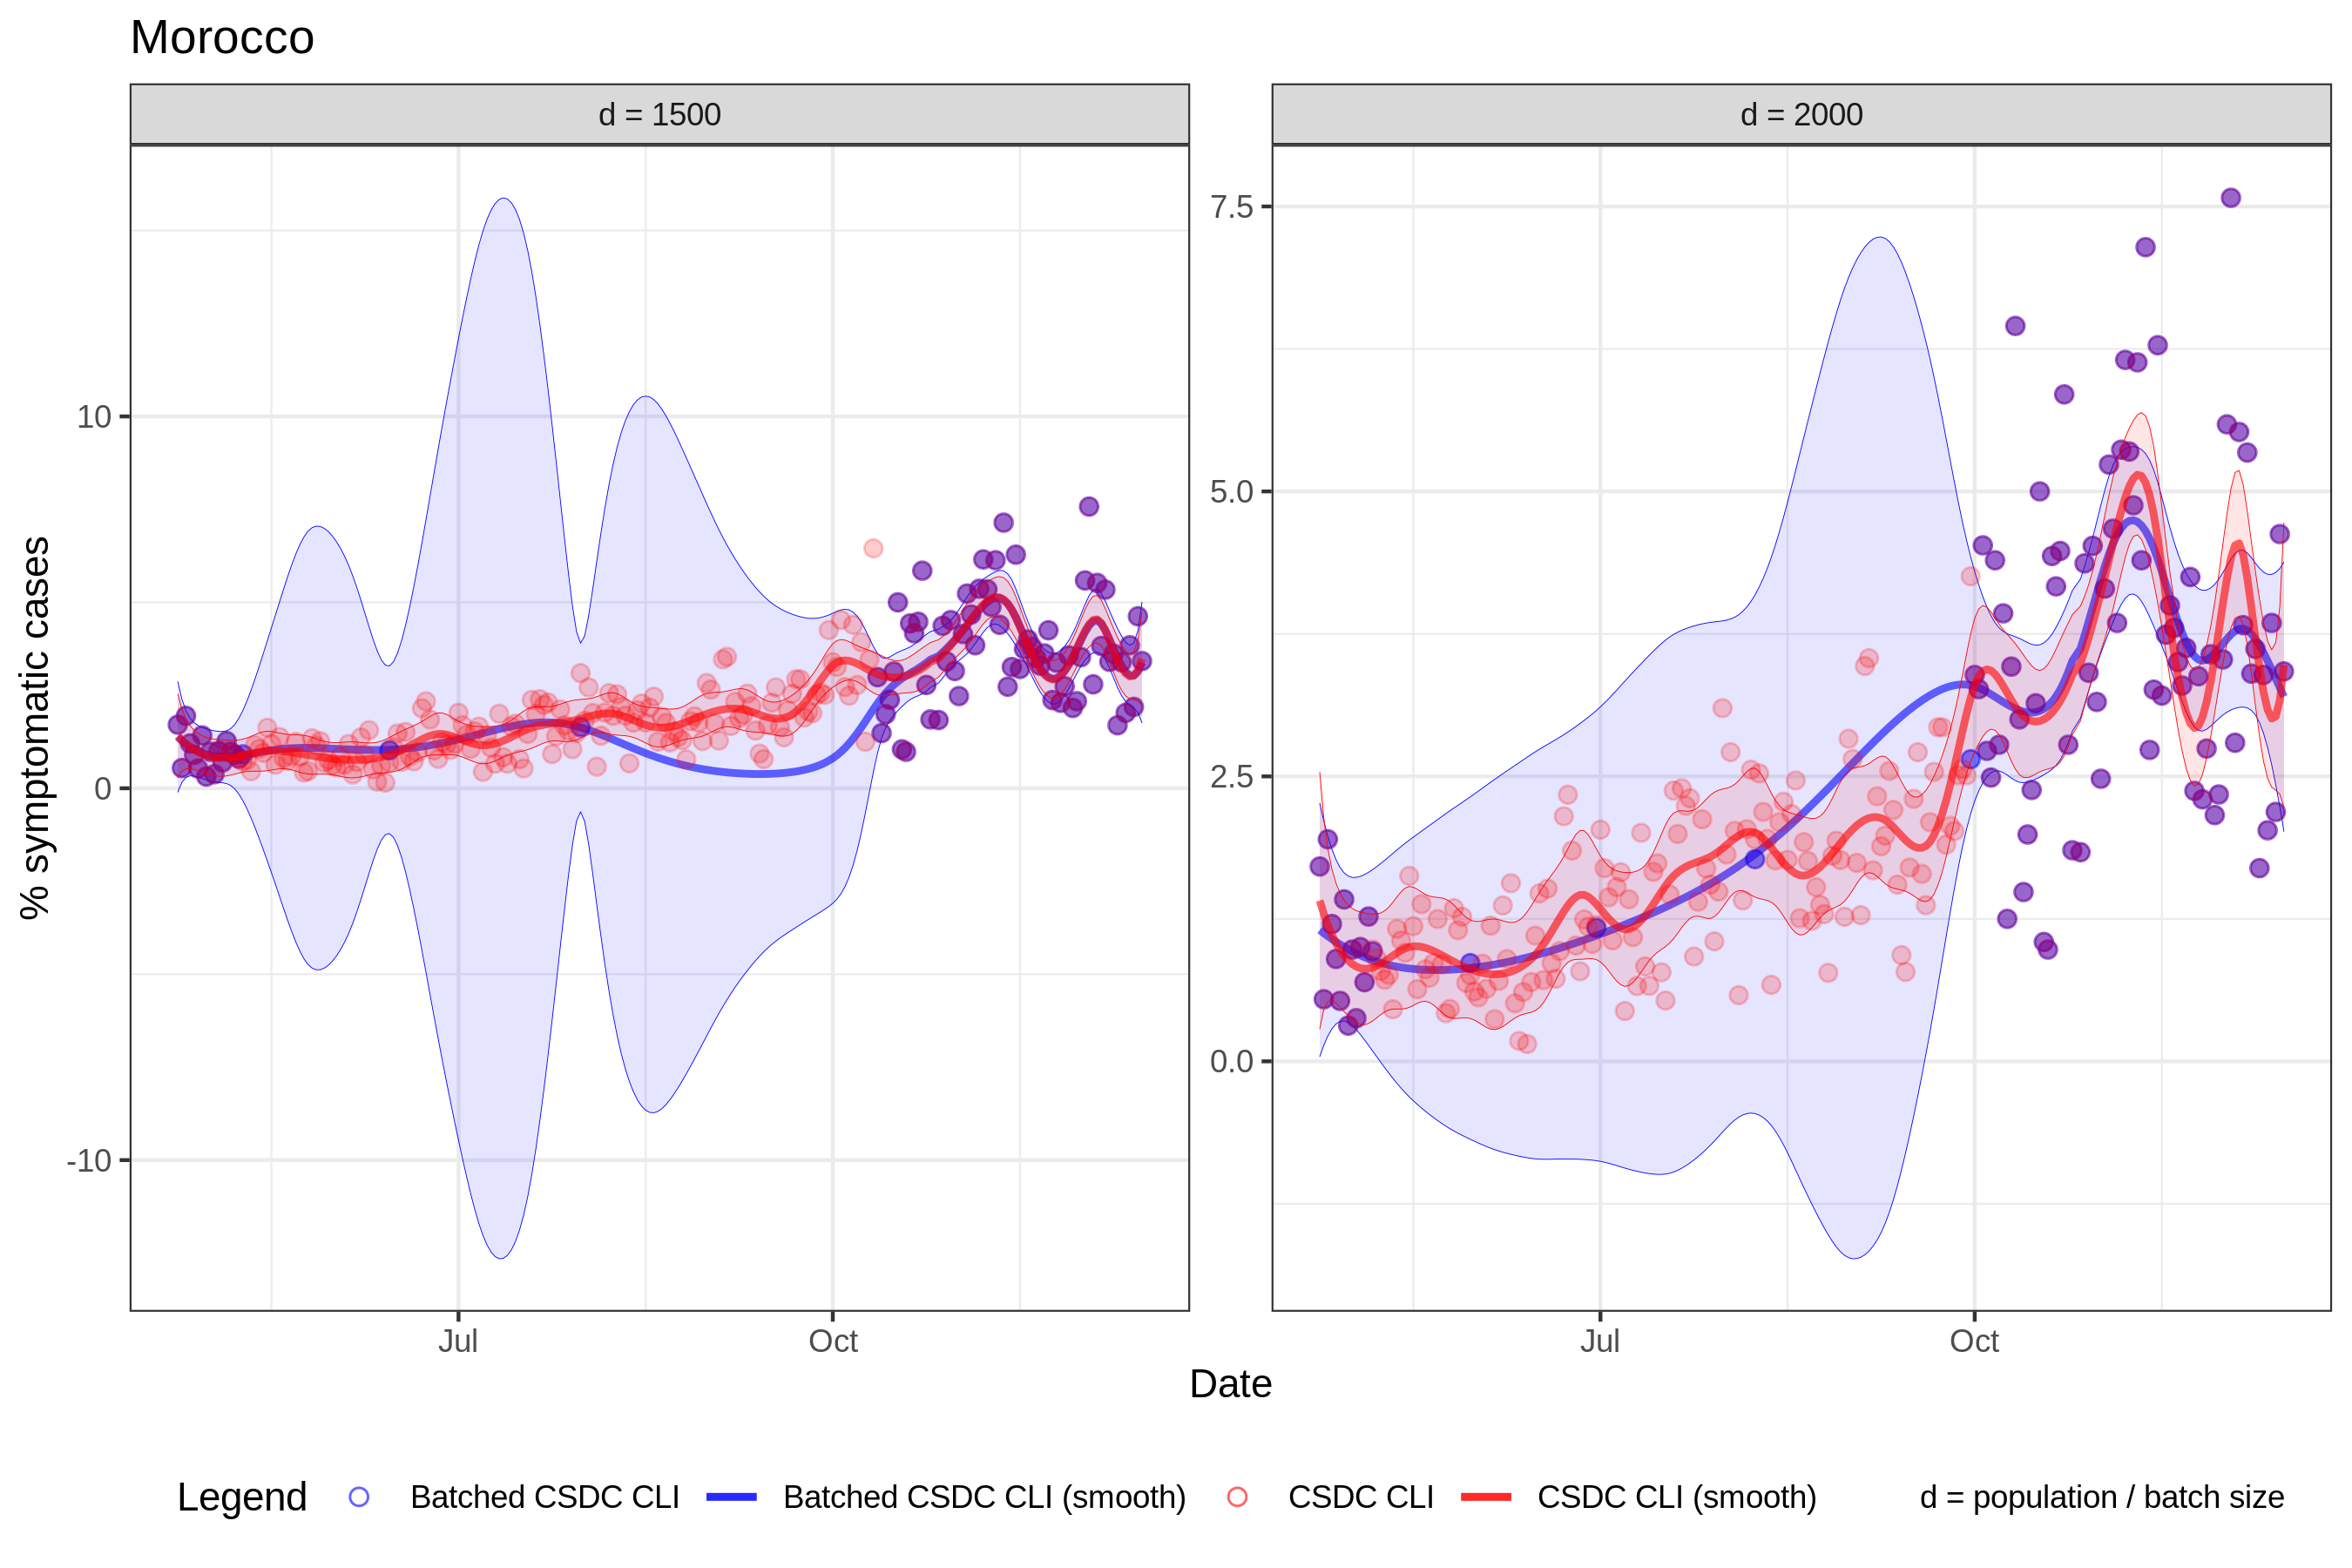 Morocco
d = 1500
d = 2000
% symptomatic cases
10
0
-10
7.5
5.0
2.5
0.0
Jul
Oct
Jul
Oct
Date
Legend Batched CSDC CLI Batched CSDC CLI (smooth) CSDC CLI CSDC CLI (smooth) d = population / batch size